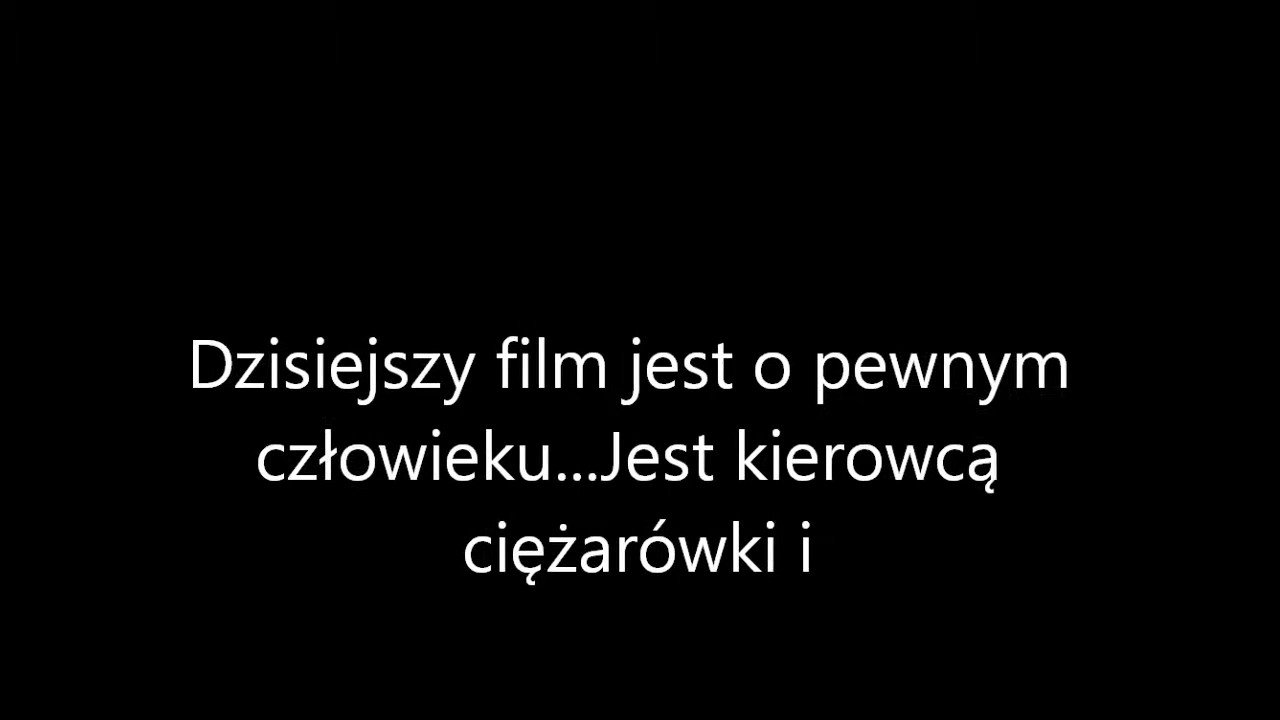 Dzisiejszy film jest o pewnym
człowieku...Jest kierowcą
ciężarówki i